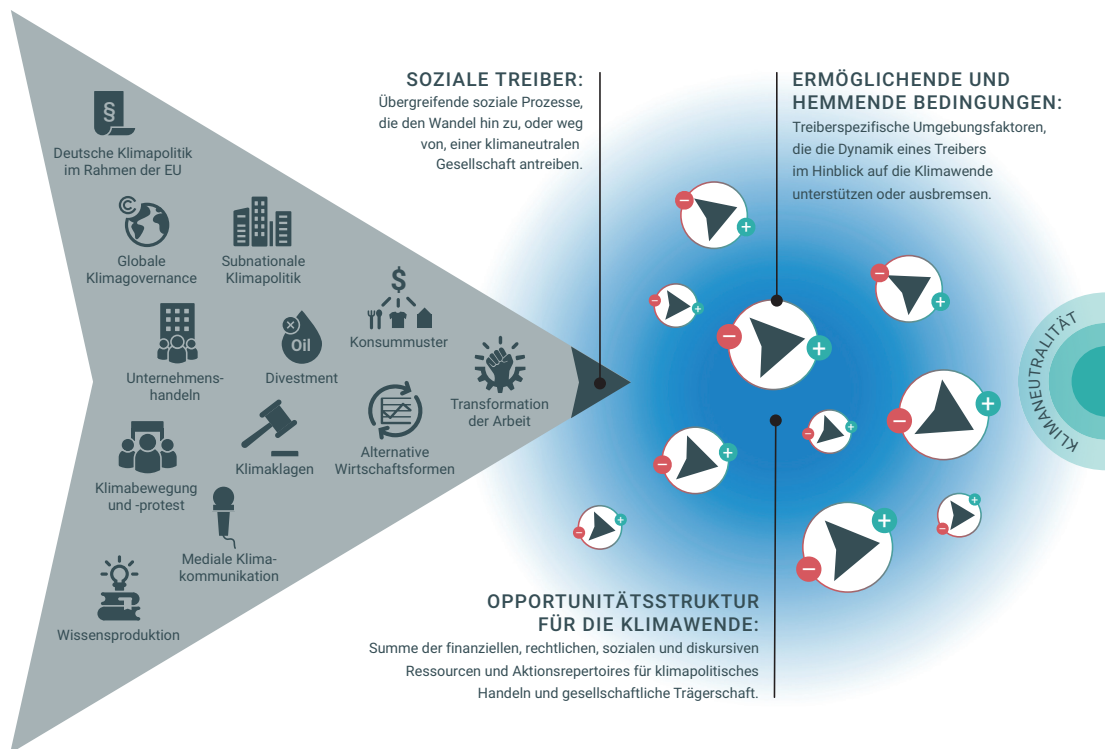 §
Deutsche Klimapolitik
im Rahmen der EU
C
Globale
Klimagovernance
Subnationale
Klimapolitik
$
Konsummuster
Unternehmens-
handeln
Oil
Divestment
Transformation
der Arbeit
Klimaklagen
Alternative
Wirtschaftsformen
Klimabewegung
und -protest
Mediale Klima-
kommunikation
Wissensproduktion
SOZIALE TREIBER:
Übergreifende soziale Prozesse,
die den Wandel hin zu, oder weg
von, einer klimaneutralen
Gesellschaft antreiben.
ERMÖGLICHENDE UND
HEMMENDE BEDINGUNGEN:
Treiberspezifische Umgebungsfaktoren,
die die Dynamik eines Treibers
im Hinblick auf die Klimawende
unterstützen oder ausbremsen.
KLIMANEUTRALITÄT
OPPORTUNITÄTSSTRUKTUR
FÜR DIE KLIMAWENDE:
Summe der finanziellen, rechtlichen, sozialen und diskursiven
Ressourcen und Aktionsrepertoires für klimapolitisches
Handeln und gesellschaftliche Trägerschaft.